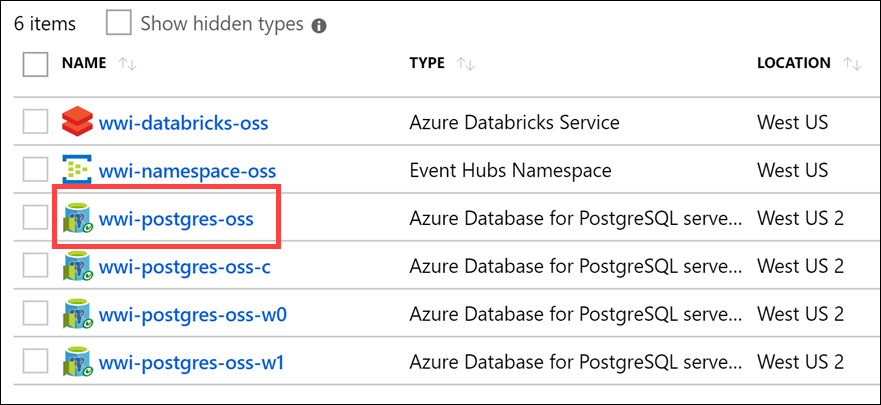 6 items Show hidden types
NAME TYPE LOCATION
wwi-databricks-oss Azure Databricks Service West US
wwi-namespace-oss Event Hubs Namespace West US
wwi-postgres-oss Azure Database for PostgreSQL serve... West US 2
wwi-postgres-oss-c Azure Database for PostgreSQL serve... West US 2
wwi-postgres-oss-w0 Azure Database for PostgreSQL serve... West US 2
wwi-postgres-oss-w1 Azure Database for PostgreSQL serve... West US 2